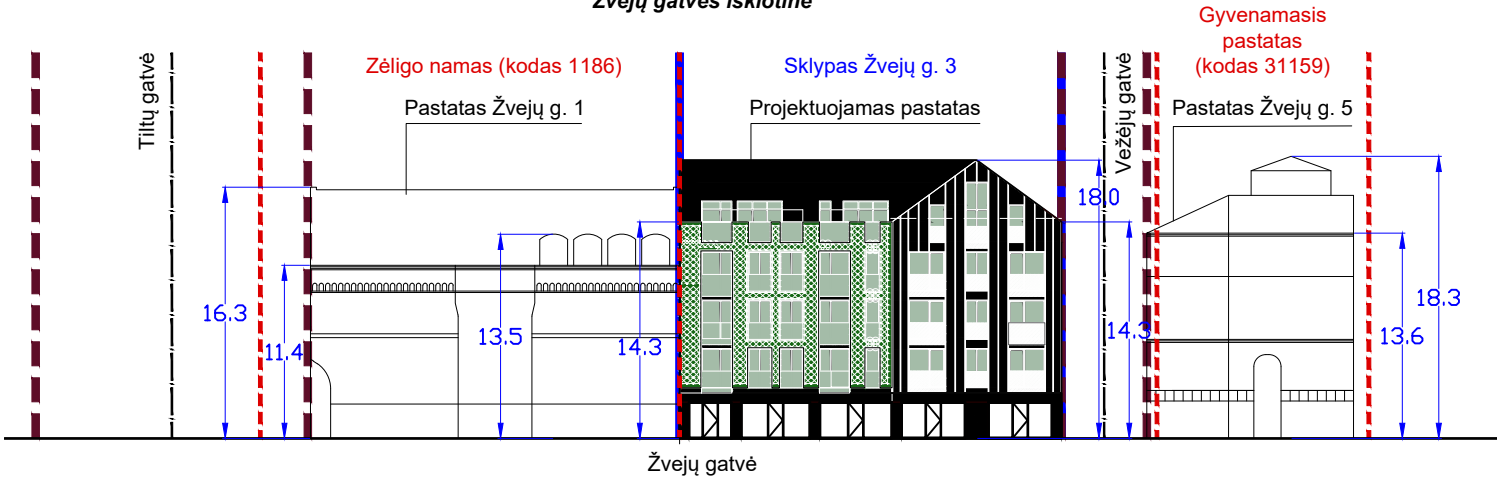 Žvejų gatvės išklotinė
Tiltų gatvė
Zėligo namas (kodas 1186)
Pastatas Žvejų g. 1
Sklypas Žvejų g. 3
Projektuojamas pastatas
Vežėjų gatvė
Gyvenamasis
pastatas
(kodas 31159)
Pastatas Žvejų g. 5
16.3
11.4
13.5
14.3
18.0
14.3
13.6
18.3
Žvejų gatvė